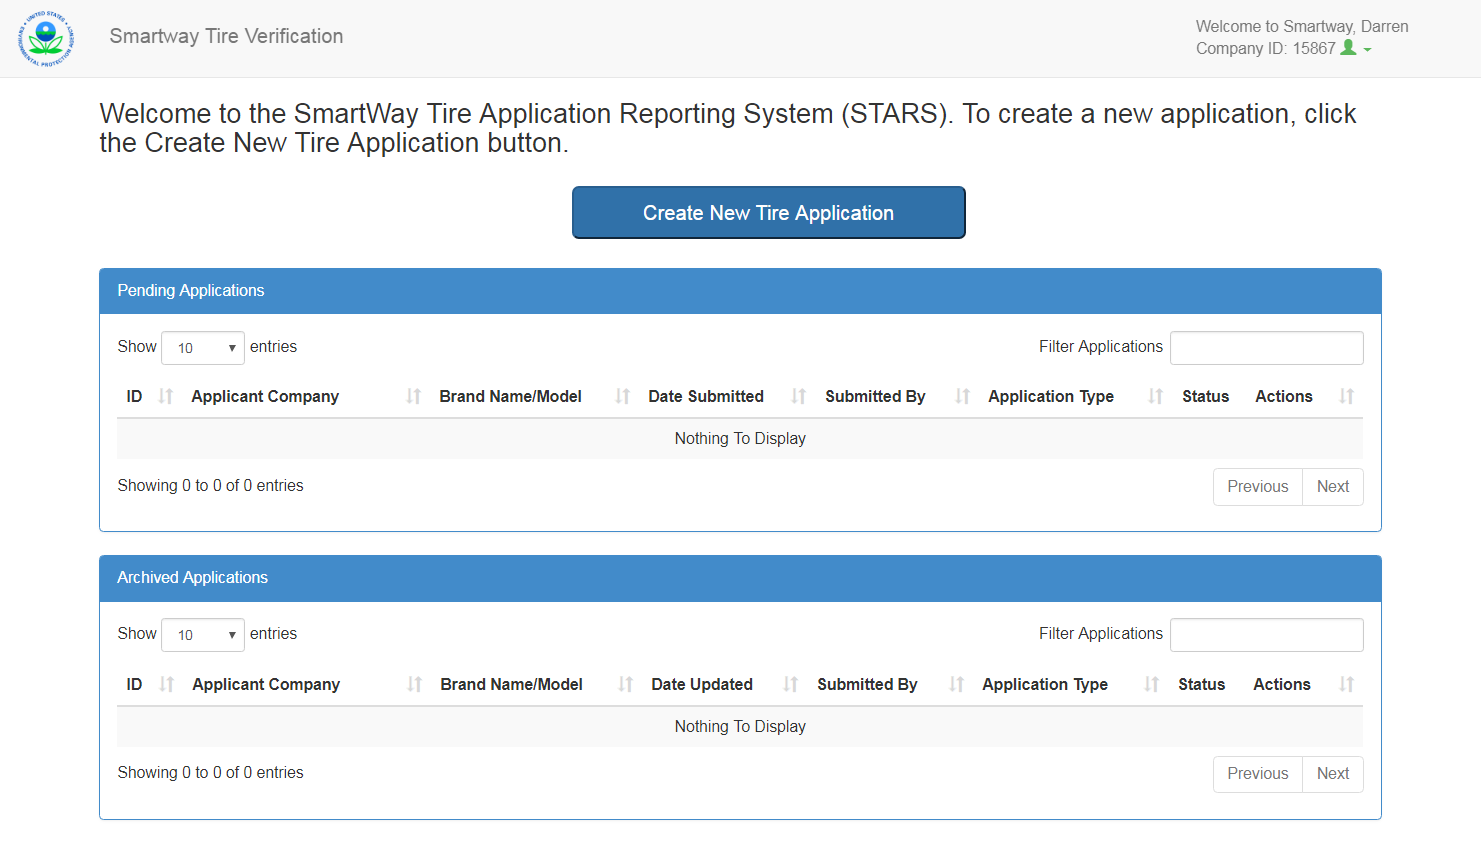 UNITED STATES
ENVIRONMENTAL PROTECTION AGENCY
Smartway Tire Verification
Welcome to Smartway, Darren
Company ID: 15867
Welcome to the SmartWay Tire Application Reporting System (STARS). To create a new application, click
the Create New Tire Application button.
Create New Tire Application
Pending Applications
Show 10 entries Filter Applications
ID Applicant Company Brand Name/Model Date Submitted Submitted By Application Type Status Actions
Nothing To Display
Showing 0 to 0 of 0 entries Previous Next
Archived Applications
Show 10 entries Filter Applications
ID Applicant Company Brand Name/Model Date Updated Submitted By Application Type Status Actions
Nothing To Display
Showing 0 to 0 of 0 entries Previous Next